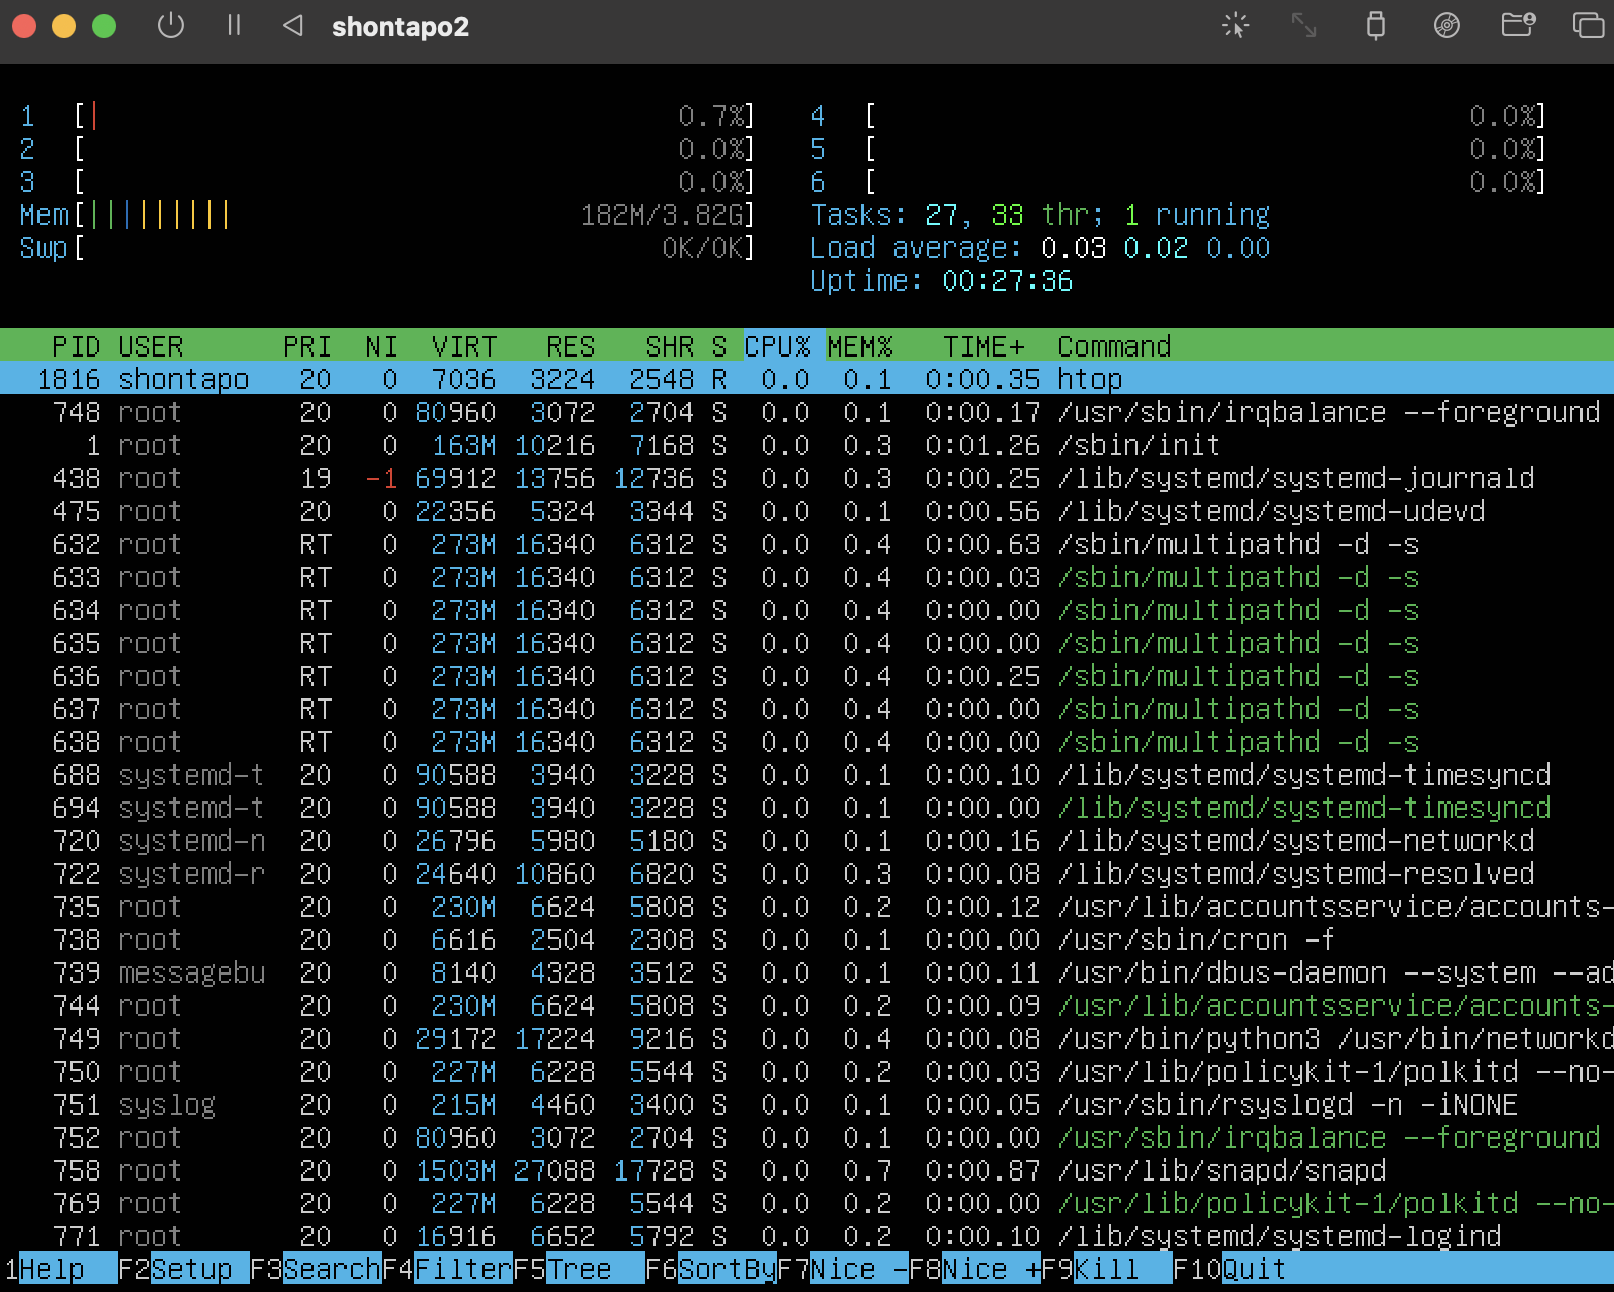 shontapo2
1 [| 0.7%] 4 [ 0.0%]
2 [ 0.0%] 5 [ 0.0%]
3 [ 0.0%] 6 [ 0.0%]
Mem[||||||||| 182M/3.82G] Tasks: 27, 33 thr; 1 running
Swp[ 0K/0K] Load average: 0.03 0.02 0.00
Uptime: 00:27:36
PID USER PRI NI VIRT RES SHR S CPU% MEM% TIME+ Command
1816 shontapo 20 0 7036 3224 2548 R 0.0 0.1 0:00.35 htop
748 root 20 0 80960 3072 2704 S 0.0 0.1 0:00.17 /usr/sbin/irqbalance --foreground
1 root 20 0 163M 10216 7168 S 0.0 0.3 0:01.26 /sbin/init
438 root 19 -1 69912 13756 12736 S 0.0 0.3 0:00.25 /lib/systemd/systemd-journald
475 root 20 0 22356 5324 3344 S 0.0 0.1 0:00.56 /lib/systemd/systemd-udevd
632 root RT 0 273M 16340 6312 S 0.0 0.4 0:00.63 /sbin/multipathd -d -s
633 root RT 0 273M 16340 6312 S 0.0 0.4 0:00.03 /sbin/multipathd -d -s
634 root RT 0 273M 16340 6312 S 0.0 0.4 0:00.00 /sbin/multipathd -d -s
635 root RT 0 273M 16340 6312 S 0.0 0.4 0:00.00 /sbin/multipathd -d -s
636 root RT 0 273M 16340 6312 S 0.0 0.4 0:00.25 /sbin/multipathd -d -s
637 root RT 0 273M 16340 6312 S 0.0 0.4 0:00.00 /sbin/multipathd -d -s
638 root RT 0 273M 16340 6312 S 0.0 0.4 0:00.00 /sbin/multipathd -d -s
688 systemd-t 20 0 90588 3940 3228 S 0.0 0.1 0:00.10 /lib/systemd/systemd-timesyncd
694 systemd-t 20 0 90588 3940 3228 S 0.0 0.1 0:00.00 /lib/systemd/systemd-timesyncd
720 systemd-n 20 0 26796 5980 5180 S 0.0 0.1 0:00.16 /lib/systemd/systemd-networkd
722 systemd-r 20 0 24640 10860 6820 S 0.0 0.3 0:00.08 /lib/systemd/systemd-resolved
735 root 20 0 230M 6624 5808 S 0.0 0.2 0:00.12 /usr/lib/accountsservice/accounts-
738 root 20 0 6616 2504 2308 S 0.0 0.1 0:00.00 /usr/sbin/cron -f
739 messagebu 20 0 8140 4328 3512 S 0.0 0.1 0:00.11 /usr/bin/dbus-daemon --system --ad
744 root 20 0 230M 6624 5808 S 0.0 0.2 0:00.09 /usr/lib/accountsservice/accounts-
749 root 20 0 29172 17224 9216 S 0.0 0.4 0:00.08 /usr/bin/python3 /usr/bin/networkd
750 root 20 0 227M 6228 5544 S 0.0 0.2 0:00.03 /usr/lib/policykit-1/polkitd --no-
751 syslog 20 0 215M 4460 3400 S 0.0 0.1 0:00.05 /usr/sbin/rsyslogd -n -iNONE
752 root 20 0 80960 3072 2704 S 0.0 0.1 0:00.00 /usr/sbin/irqbalance --foreground
758 root 20 0 1503M 27088 17728 S 0.0 0.7 0:00.87 /usr/lib/snapd/snapd
769 root 20 0 227M 6228 5544 S 0.0 0.2 0:00.00 /usr/lib/policykit-1/polkitd --no-
771 root 20 0 16916 6652 5792 S 0.0 0.2 0:00.10 /lib/systemd/systemd-logind
1Help F2Setup F3SearchF4FilterF5Tree F6SortByF7Nice -F8Nice +F9Kill F10Quit